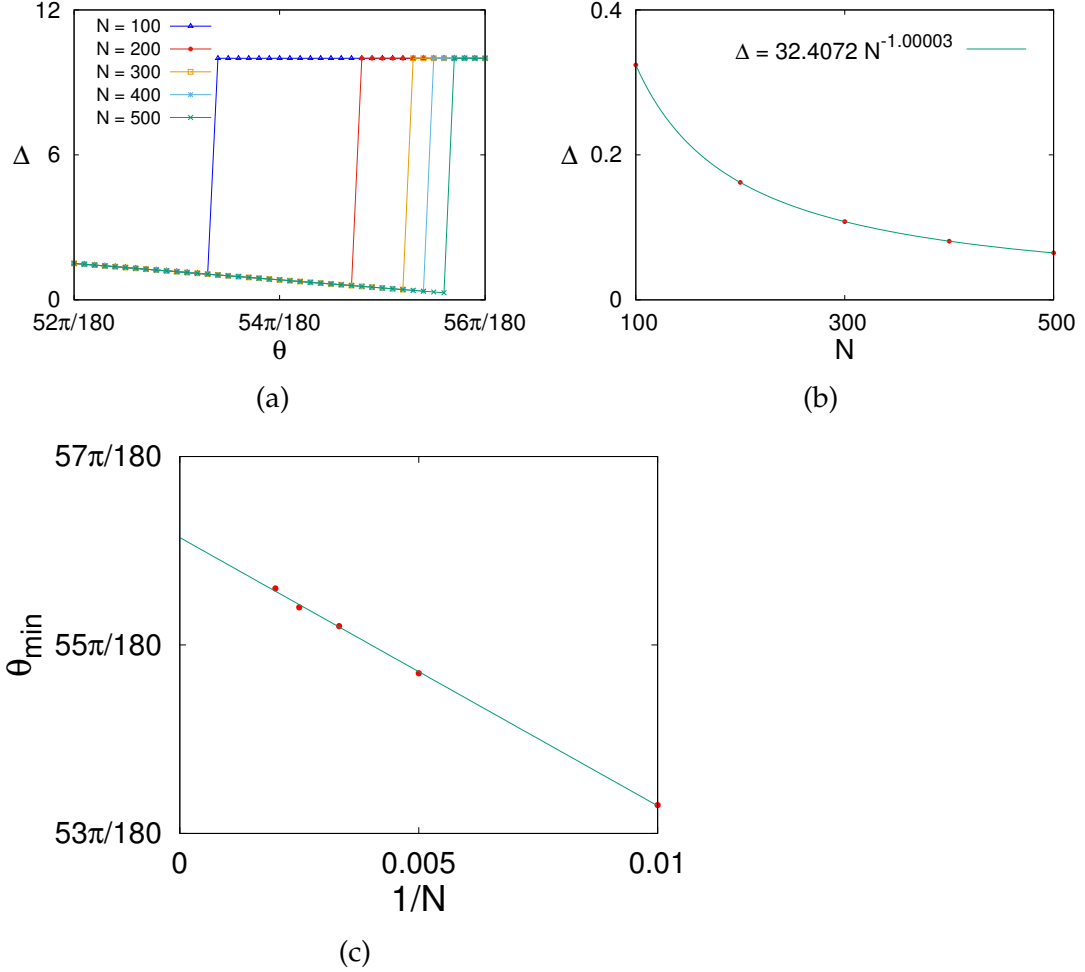 12
6
0
Δ
N = 100
N = 200
N = 300
N = 400
N = 500
52π/180
54π/180
56π/180
θ
(a)
0.4
0.2
0
Δ
Δ = 32.4072 N^-1.00003
100
300
500
N
(b)
57π/180
55π/180
53π/180
θmin
0
0.005
0.01
1/N
(c)